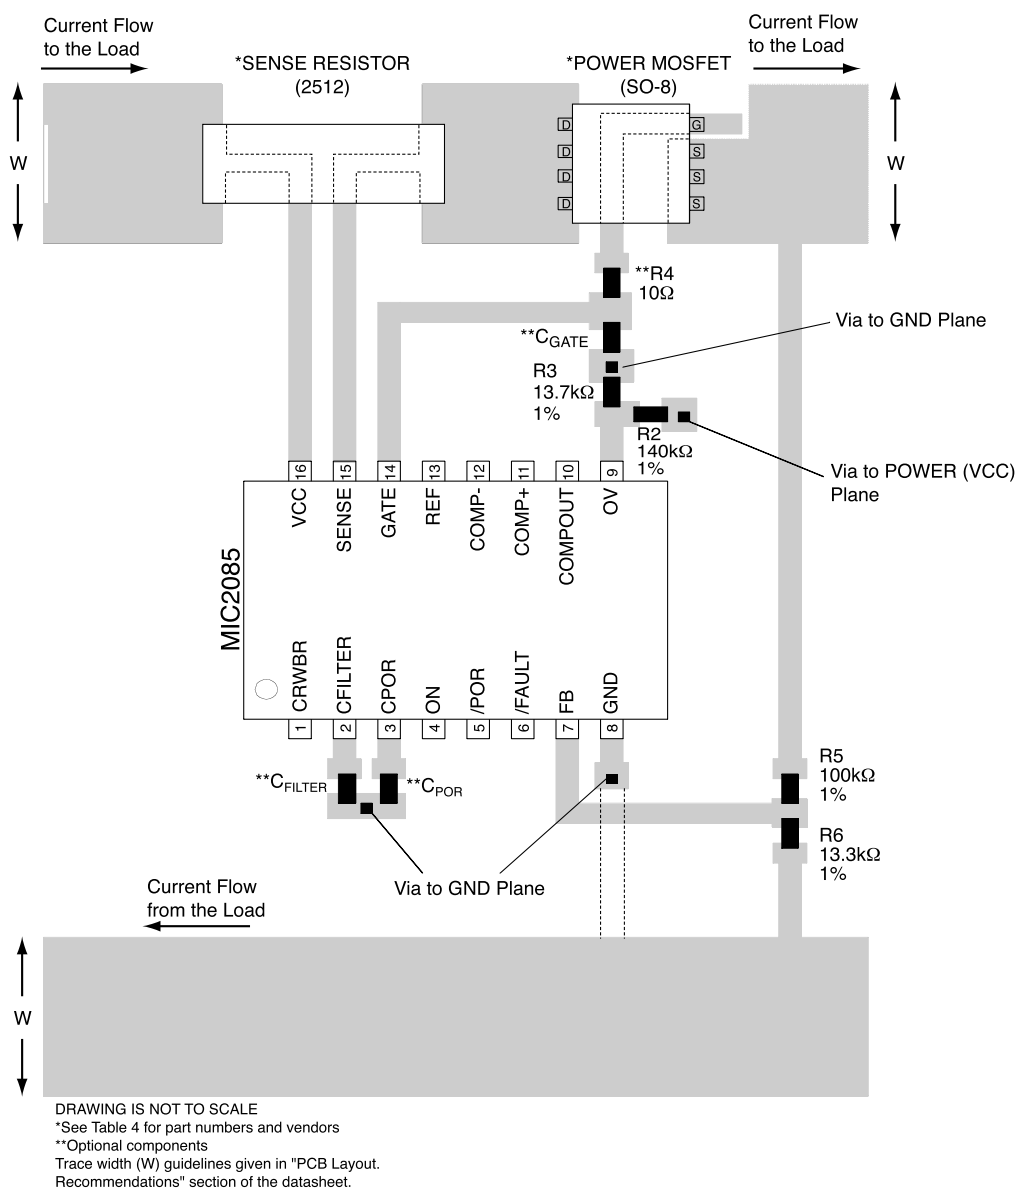 Current Flow
to the Load
Current Flow
to the Load
*SENSE RESISTOR
(2512)
*POWER MOSFET
(SO-8)
W
W
D
D
D
D
G
S
S
S
**R4
10Ω
**CGATE
Via to GND Plane
R3
13.7kΩ
1%
R2
140kΩ
1%
Via to POWER (VCC)
Plane
16
15
14
13
12
11
10
9
VCC
SENSE
GATE
REF
COMP-
COMP+
COMPOUT
OV
MIC2085
CRWBR
CFILTER
CPOR
ON
/POR
/FAULT
FB
GND
1
2
3
4
5
6
7
8
**CFILTER
**CPOR
R5
100kΩ
1%
R6
13.3kΩ
1%
Via to GND Plane
Current Flow
from the Load
W
DRAWING IS NOT TO SCALE
*See Table 4 for part numbers and vendors
**Optional components
Trace width (W) guidelines given in "PCB Layout.
Recommendations" section of the datasheet.